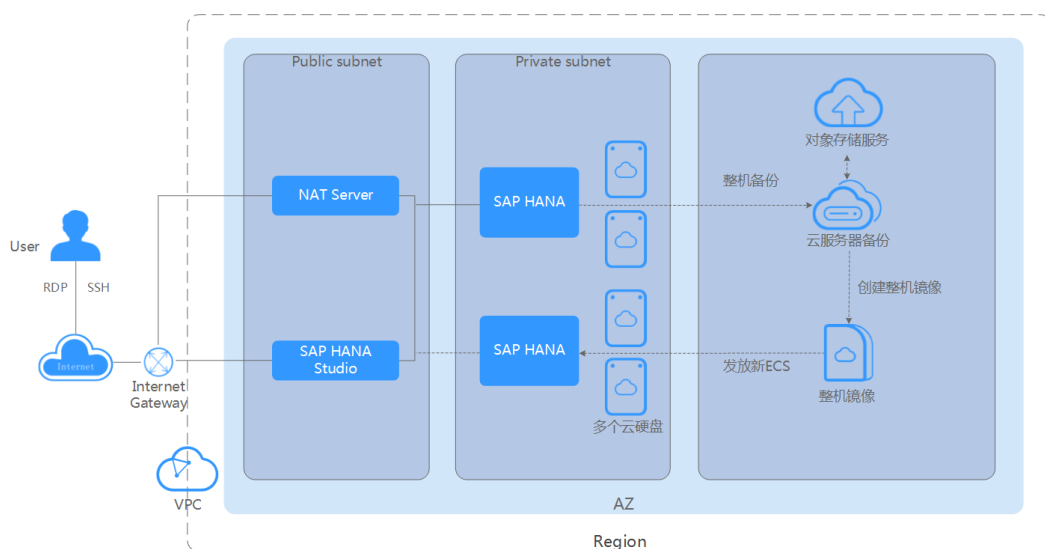 Public subnet
Private subnet
对象存储服务
整机备份
NAT Server
SAP HANA
云服务器备份
User
RDP
SSH
创建整机镜像
SAP HANA
Studio
SAP HANA
发放新ECS
Internet
Internet
Gateway
整机镜像
多个云硬盘
VPC
AZ
Region